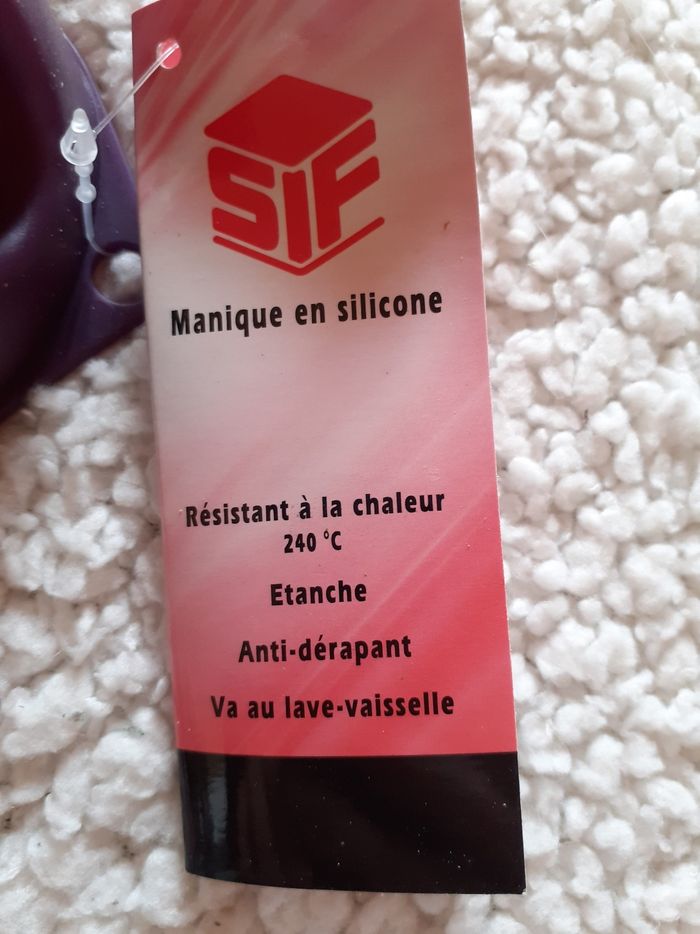 SIF
Manique en silicone
Résistant à la chaleur
240 °C
Etanche
Anti-dérapant
Va au lave-vaisselle